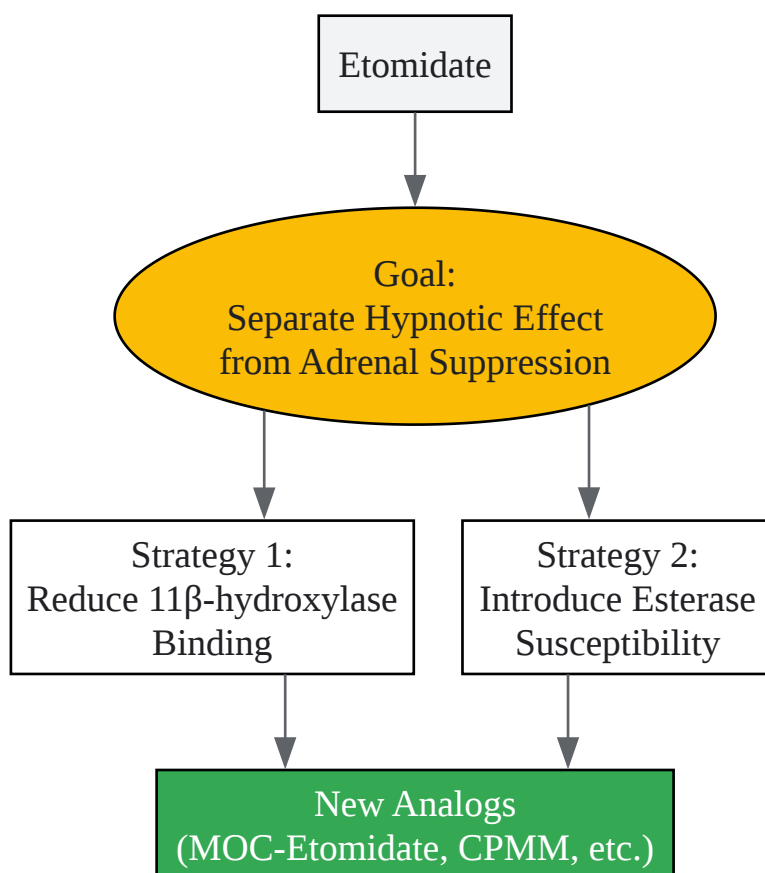 Etomidate
Goal:
Separate Hypnotic Effect
from Adrenal Suppression
Strategy 1:
Reduce 11β-hydroxylase
Binding
Strategy 2:
Introduce Esterase
Susceptibility
New Analogs
(MOC-Etomidate, CPMM, etc.)